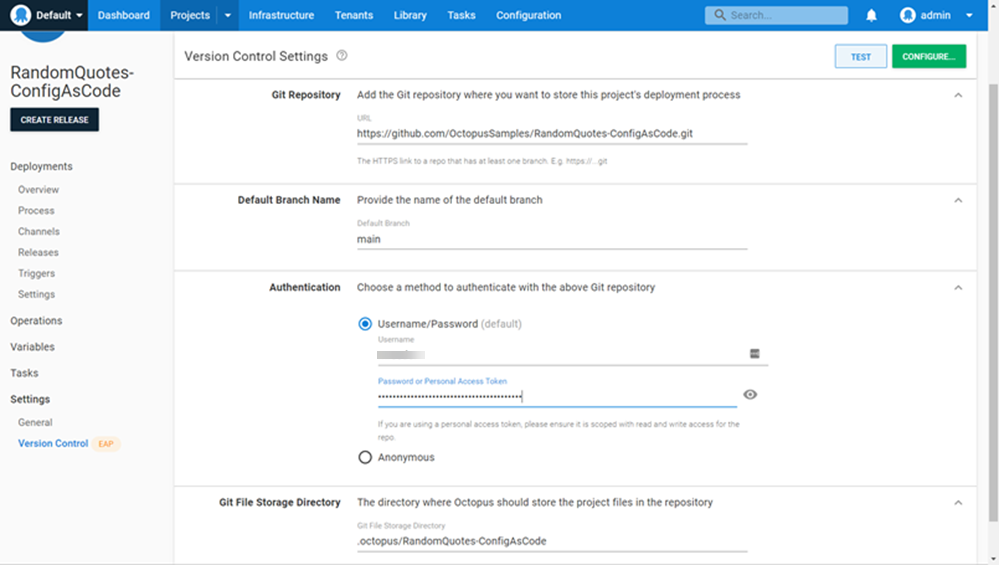 Default Dashboard Projects Infrastructure Tenants Library Tasks Configuration Search... admin
RandomQuotes-
ConfigAsCode
CREATE RELEASE
Deployments
Overview
Process
Channels
Releases
Triggers
Settings
Operations
Variables
Tasks
Settings
General
Version Control EAP
Version Control Settings ?
TEST
CONFIGURE...
Git Repository Add the Git repository where you want to store this project's deployment process
URL
https://github.com/OctopusSamples/RandomQuotes-ConfigAsCode.git
The HTTPS link to a repo that has at least one branch. E.g. https://...git
Default Branch Name Provide the name of the default branch
Default Branch
main
Authentication Choose a method to authenticate with the above Git repository
Username/Password (default)
Username
Password or Personal Access Token
If you are using a personal access token, please ensure it is scoped with read and write access for the
repo.
Anonymous
Git File Storage Directory The directory where Octopus should store the project files in the repository
Git File Storage Directory
.octopus/RandomQuotes-ConfigAsCode